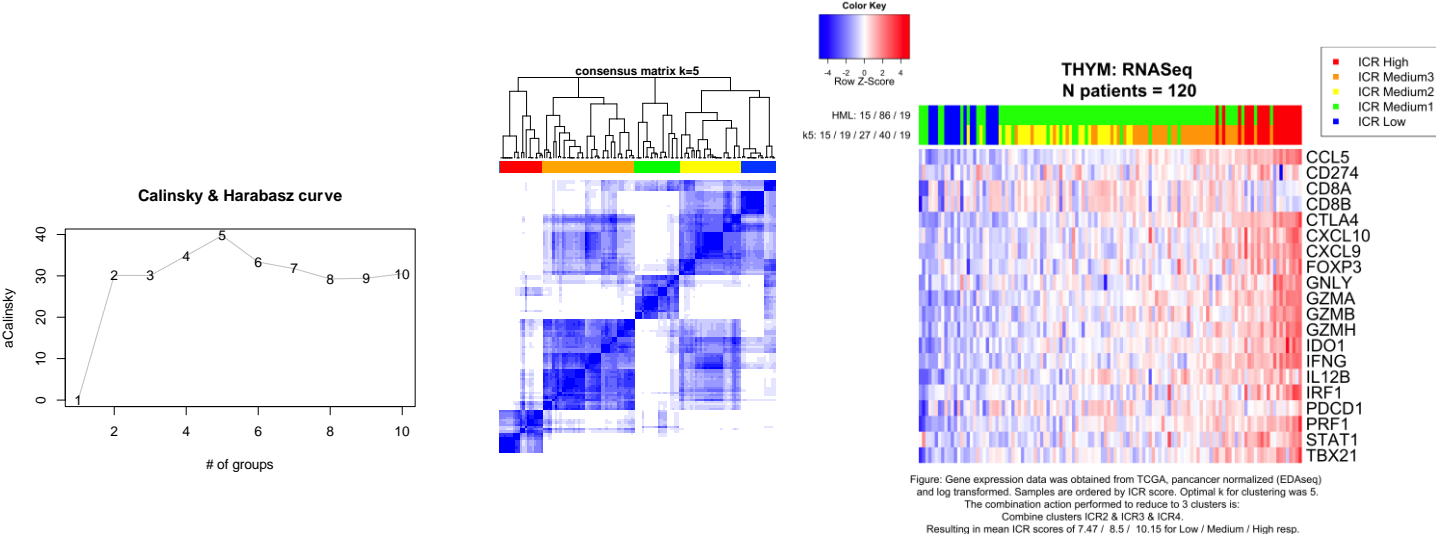 Calinsky & Harabasz curve
aCalinsky
40
30
20
10
0
1
2
3
4
5
6
7
8
9
10
2
4
6
8
10
# of groups
consensus matrix k=5
Color Key
-4 -2 0 2 4
Row Z-Score
THYM: RNASeq
N patients = 120
ICR High
ICR Medium3
ICR Medium2
ICR Medium1
ICR Low
HML: 15 / 86 / 19
k5: 15 / 19 / 27 / 40 / 19
CCL5
CD274
CD8A
CD8B
CTLA4
CXCL10
CXCL9
FOXP3
GNLY
GZMA
GZMB
GZMH
IDO1
IFNG
IL12B
IRF1
PDCD1
PRF1
STAT1
TBX21
Figure: Gene expression data was obtained from TCGA, pancancer normalized (EDAseq)
and log transformed. Samples are ordered by ICR score. Optimal k for clustering was 5.
The combination action performed to reduce to 3 clusters is:
Combine clusters ICR2 & ICR3 & ICR4.
Resulting in mean ICR scores of 7.47 / 8.5 / 10.15 for Low / Medium / High resp.